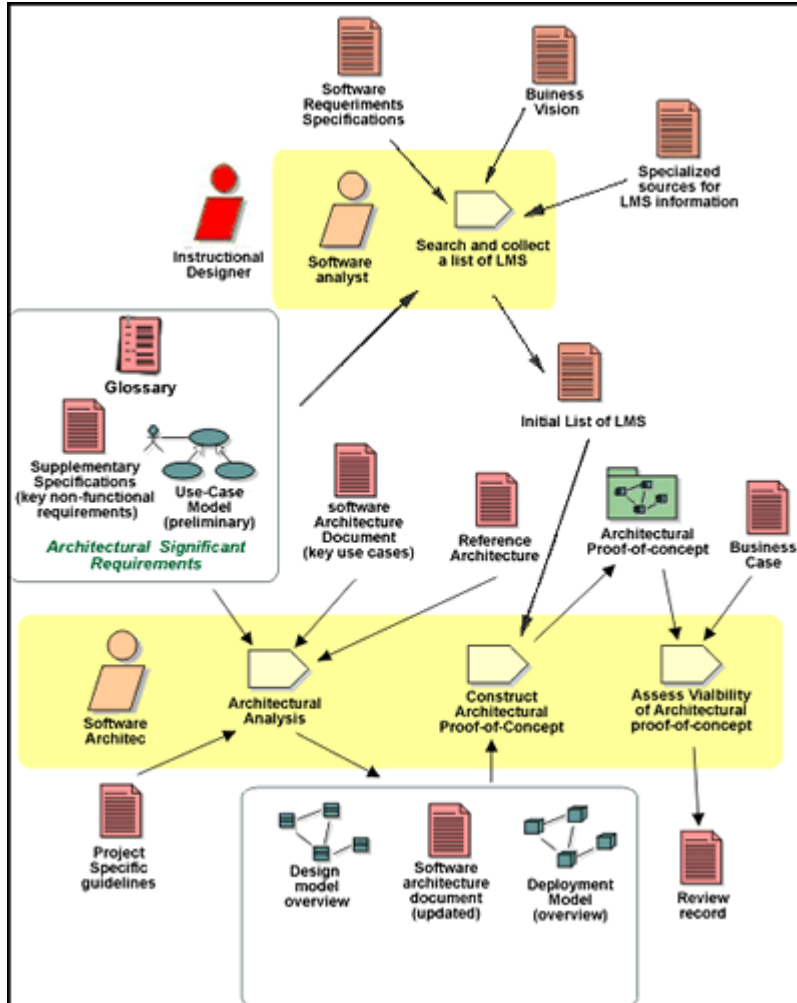 Software
Requeriments
Specifications
Buiness
Vision
Specialized
sources for
LMS information
Instructional
Designer
Software
analyst
Search and collect
a list of LMS
Glossary
Supplementary
Specifications
(key non-functional
requirements)
Use-Case
Model
(preliminary)
Architectural Significant
Requirements
Initial List of LMS
software
Architecture
Document
(key use cases)
Reference
Architecture
Architectural
Proof-of-concept
Business
Case
Software
Architec
Architectural
Analysis
Construct
Architectural
Proof-of-Concept
Assess Vialbility
of Architectural
proof-of-concept
Project
Specific
guidelines
Design
model
overview
Software
architecture
document
(updated)
Deployment
Model
(overview)
Review
record